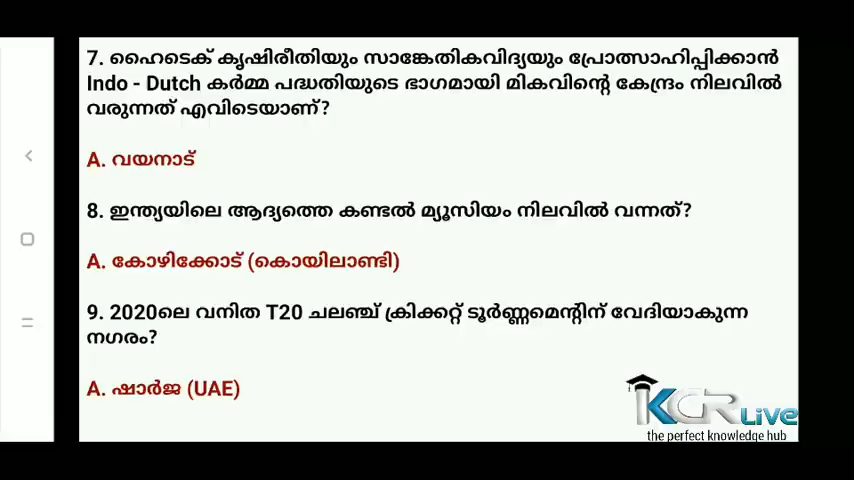 7. ഹൈടെക് കൃഷിരീതിയും സാങ്കേതികവിദ്യയും പ്രോത്സാഹിപ്പിക്കാൻ
Indo - Dutch കർമ്മ പദ്ധതിയുടെ ഭാഗമായി മികവിന്റെ കേന്ദ്രം നിലവിൽ
വരുന്നത് എവിടെയാണ്?
A. വയനാട്
8. ഇന്ത്യയിലെ ആദ്യത്തെ കണ്ടൽ മ്യൂസിയം നിലവിൽ വന്നത്?
A. കോഴിക്കോട് (കൊയിലാണ്ടി)
9. 2020ലെ വനിത T20 ചലഞ്ച് ക്രിക്കറ്റ് ടൂർണ്ണമെന്റിന് വേദിയാകുന്ന
നഗരം?
A. ഷാർജ (UAE)
KCR LIVE
the perfect knowledge hub